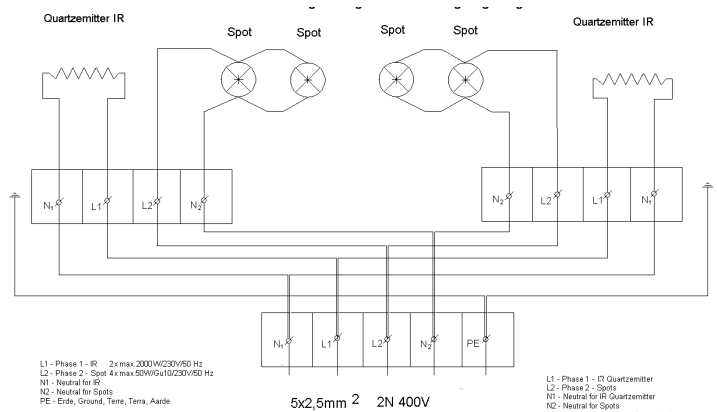 Quartzemitter IR
Spot
Spot
Spot
Spot
Quartzemitter IR
N1
L1
L2
N2
N2
L2
L1
N1
N1
L1
L2
N2
PE
L1 - Phase 1 - IR 2x max.2000W/230V/50 Hz
L2 - Phase 2 - Spot 4x max.50W/Gu10/230V/50 Hz
N1 - Neutral for IR
N2 - Neutral for Spots
PE - Erde, Ground, Terre, Terra, Aarde
5x2,5mm 2 2N 400V
L1 - Phase 1 - IR Quartzemitter
L2 - Phase 2 - Spots
N1 - Neutral for IR Quartzemitter
N2 - Neutral for Spots